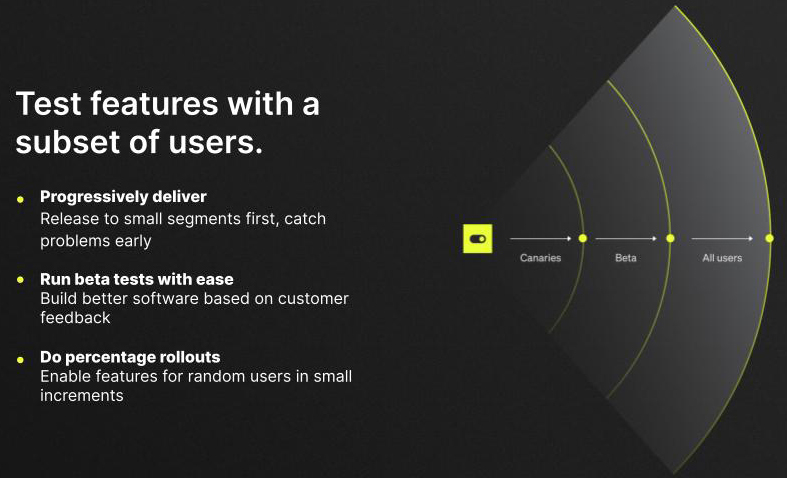 Test features with a
subset of users.
Progressively deliver
Release to small segments first, catch
problems early
Run beta tests with ease
Build better software based on customer
feedback
Do percentage rollouts
Enable features for random users in small
increments
Canaries
Beta
All users